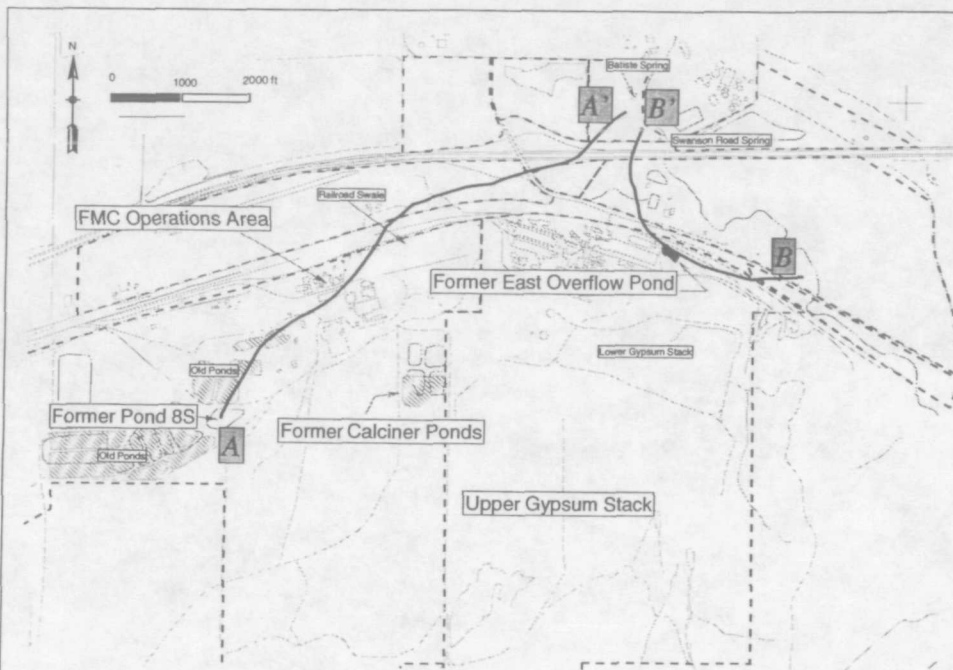 N
0 1000 2000 ft
Batiste Spring
A'
B'
Swanson Road Spring
Railroad Swale
FMC Operations Area
B
Former East Overflow Pond
Lower Gypsum Stack
Old Ponds
Former Pond 8S
A
Former Calciner Ponds
Old Ponds
Upper Gypsum Stack